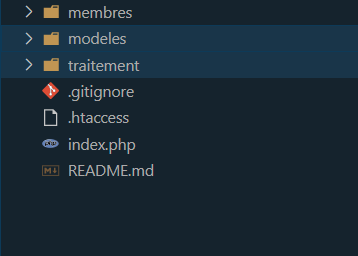 membres
modeles
traitement
.gitignore
.htaccess
index.php
README.md